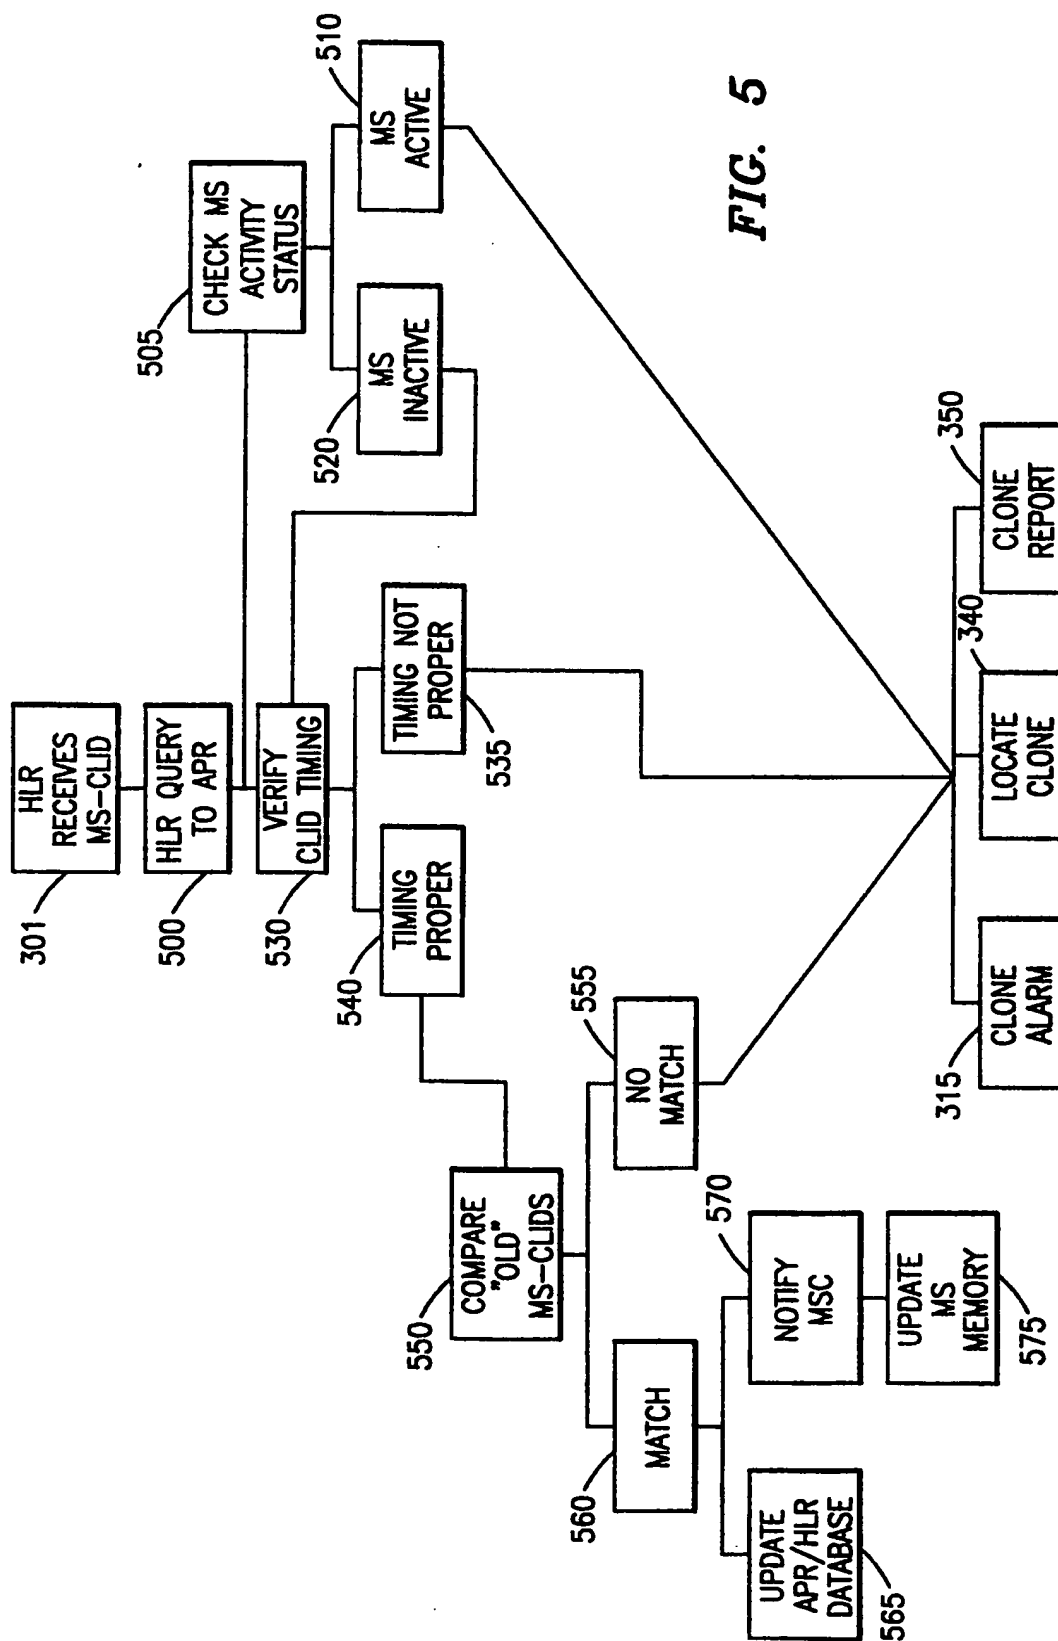 301
HLR
RECEIVES
MS-CLID
500
HLR QUERY
TO APR
505
CHECK MS
ACTIVITY
STATUS
530
VERIFY
CLID TIMING
520
MS
INACTIVE
510
MS
ACTIVE
540
TIMING
PROPER
TIMING NOT
PROPER
535
550
COMPARE
"OLD"
MS-CLIDS
560
MATCH
555
NO
MATCH
UPDATE
APR/HLR
DATABASE
565
570
NOTIFY
MSC
UPDATE
MS
MEMORY
575
315
CLONE
ALARM
340
LOCATE
CLONE
350
CLONE
REPORT
FIG. 5